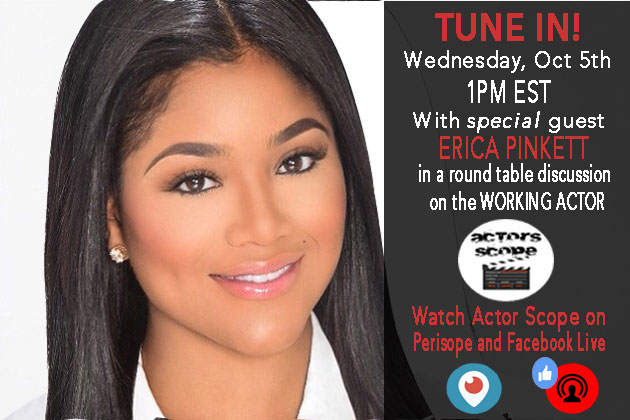 TUNE IN!
Wednesday, Oct 5th
1PM EST
With special guest
ERICA PINKETT
in a round table discussion
on the WORKING ACTOR
actors
scope
Watch Actor Scope on
Perisope and Facebook Live